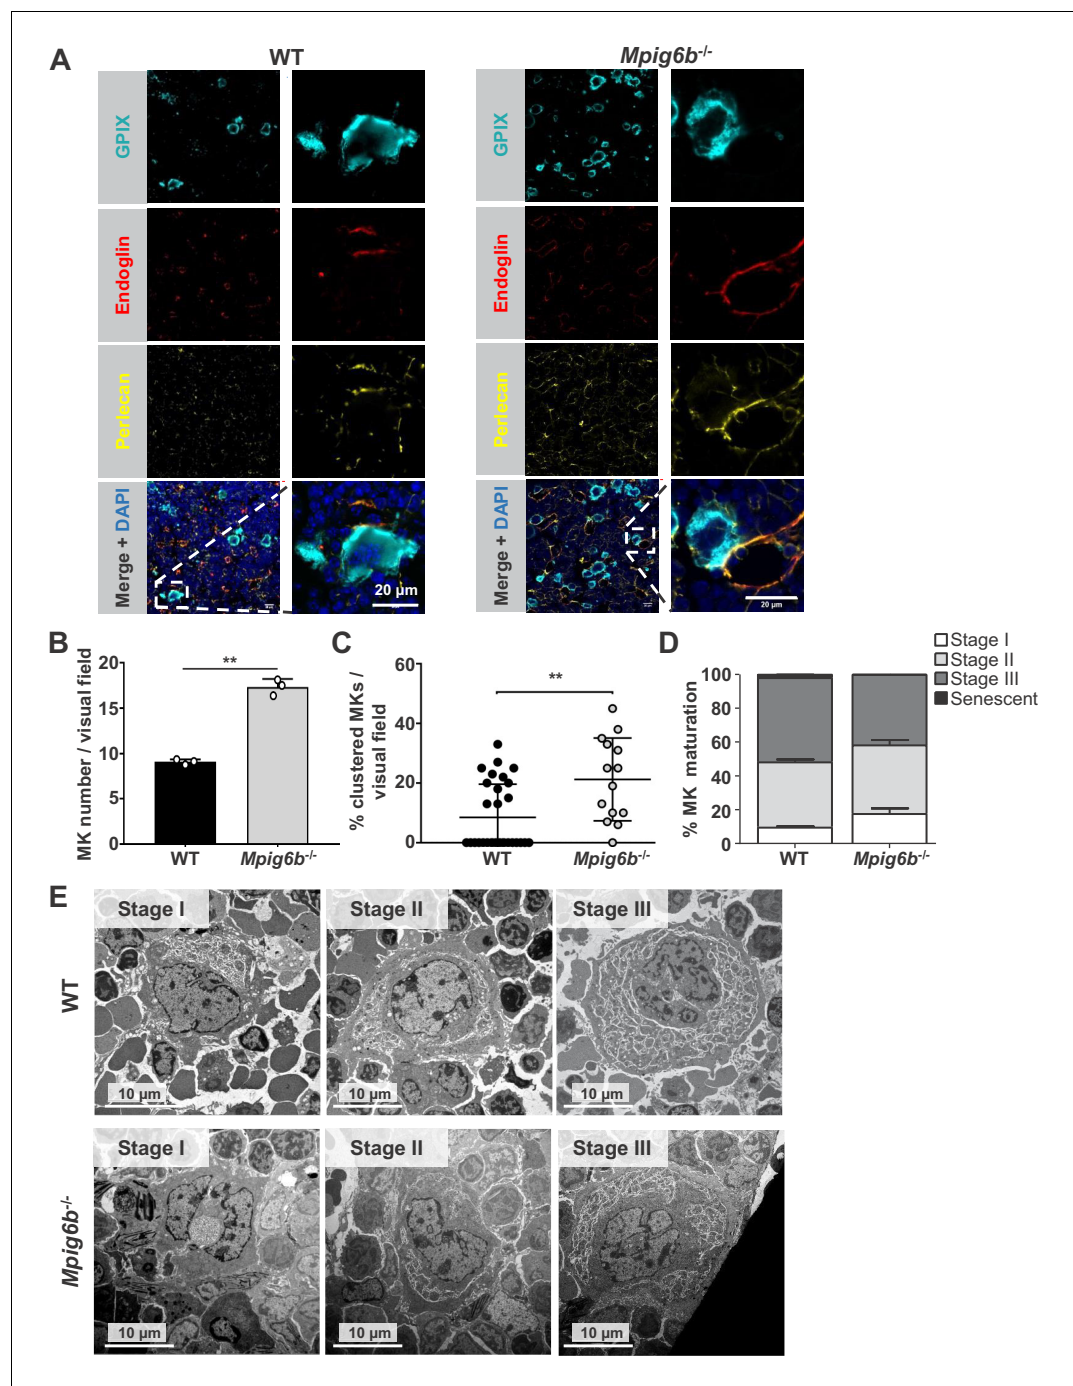 A
WT
Mpig6b-/-
GPIX
Endoglin
Perlecan
Merge + DAPI
20 µm
GPIX
Endoglin
Perlecan
Merge + DAPI
20 µm
B
MK number / visual field
20
15
10
5
0
**
WT
Mpig6b-/-
C
% clustered MKs /
visual field
60
40
20
0
**
WT
Mpig6b-/-
D
% MK maturation
100
80
60
40
20
0
WT
Mpig6b-/-
Stage I
Stage II
Stage III
Senescent
E
WT
Stage I
10 µm
Stage II
10 µm
Stage III
10 µm
Mpig6b-/-
Stage I
10 µm
Stage II
10 µm
Stage III
10 µm